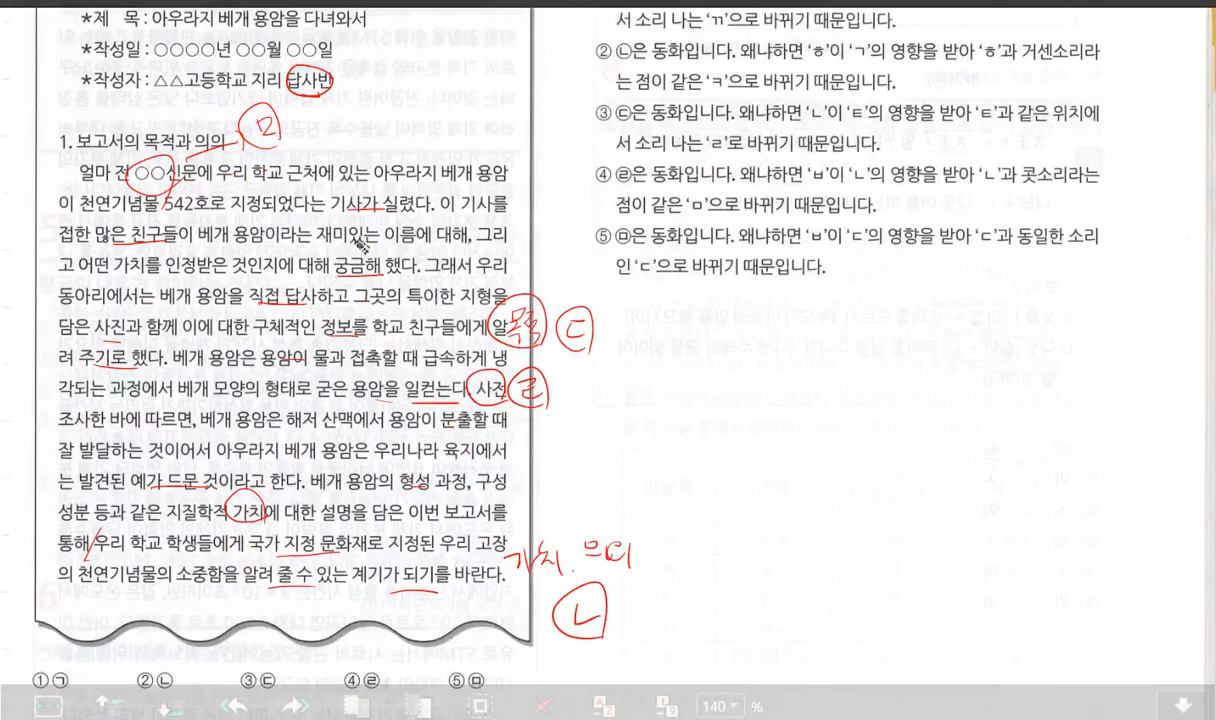 *제 목 : 아우라지 베개 용암을 다녀와서
*작성일 : ○○○○년 ○○월 ○○일
*작성자 : △△고등학교 지리 답사반
ㅁ
1. 보고서의 목적과 의의
얼마 전 ○○신문에 우리 학교 근처에 있는 아우라지 베개 용암
이 천연기념물 542호로 지정되었다는 기사가 실렸다. 이 기사를
접한 많은 친구들이 베개 용암이라는 재미있는 이름에 대해, 그리
고 어떤 가치를 인정받은 것인지에 대해 궁금해 했다. 그래서 우리
동아리에서는 베개 용암을 직접 답사하고 그곳의 특이한 지형을
담은 사진과 함께 이에 대한 구체적인 정보를 학교 친구들에게 알
려 주기로 했다. 베개 용암은 용암이 물과 접촉할 때 급속하게 냉
각되는 과정에서 베개 모양의 형태로 굳은 용암을 일컫는다. 사전
조사한 바에 따르면, 베개 용암은 해저 산맥에서 용암이 분출할 때
잘 발달하는 것이어서 아우라지 베개 용암은 우리나라 육지에서
는 발견된 예가 드문 것이라고 한다. 베개 용암의 형성 과정, 구성
성분 등과 같은 지질학적 가치에 대한 설명을 담은 이번 보고서를
통해 우리 학교 학생들에게 국가 지정 문화재로 지정된 우리 고장
의 천연기념물의 소중함을 알려 줄 수 있는 계기가 되기를 바란다.
ㄷ
ㄹ
가치. 의의
ㄴ
①㉠ ②㉡ ③㉢ ④㉣ ⑤㉤
서 소리 나는 ‘ㄲ’으로 바뀌기 때문입니다.
② ㉡은 동화입니다. 왜냐하면 ‘ㅎ’이 ‘ㄱ’의 영향을 받아 ‘ㅎ’과 거센소리라
는 점이 같은 ‘ㅋ’으로 바뀌기 때문입니다.
③ ㉢은 동화입니다. 왜냐하면 ‘ㄴ’이 ‘ㅌ’의 영향을 받아 ‘ㅌ’과 같은 위치에
서 소리 나는 ‘ㄹ’로 바뀌기 때문입니다.
④ ㉣은 동화입니다. 왜냐하면 ‘ㅂ’이 ‘ㄴ’의 영향을 받아 ‘ㄴ’과 콧소리라는
점이 같은 ‘ㅁ’으로 바뀌기 때문입니다.
⑤ ㉤은 동화입니다. 왜냐하면 ‘ㅂ’이 ‘ㄷ’의 영향을 받아 ‘ㄷ’과 동일한 소리
인 ‘ㄷ’으로 바뀌기 때문입니다.
140 %